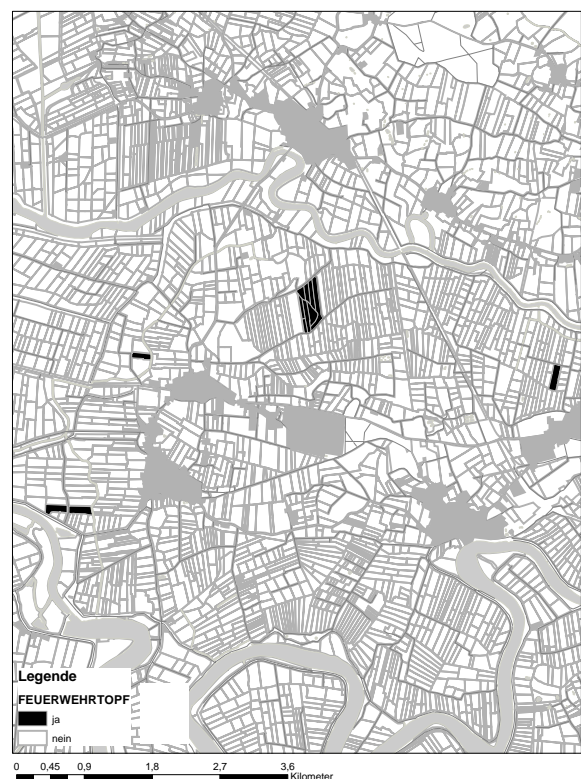 Legende
FEUERWEHRTOPF
ja
nein
0 0,45 0,9 1,8 2,7 3,6
Kilometer